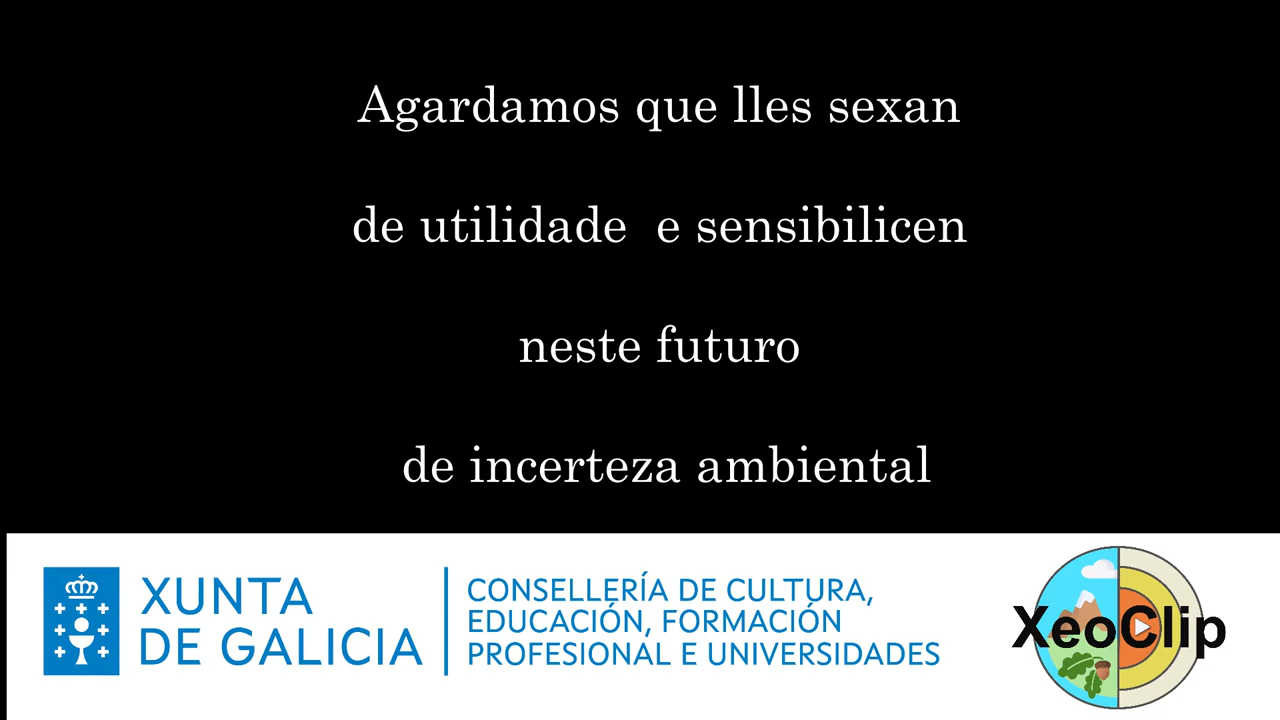 Agardamos que lles sexan
de utilidade e sensibilicen
neste futuro
de incerteza ambiental
XUNTA
DE GALICIA
CONSELLERÍA DE CULTURA,
EDUCACIÓN, FORMACIÓN
PROFESIONAL E UNIVERSIDADES
XeoClip